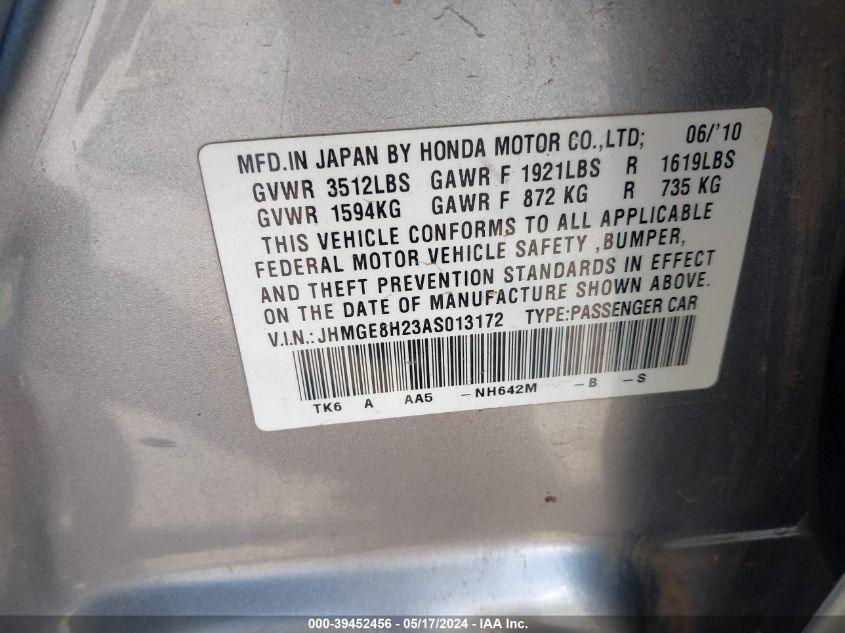 MFD.IN JAPAN BY HONDA MOTOR CO.,LTD; 06/'10
GVWR 3512LBS GAWR F 1921LBS R 1619LBS
GVWR 1594KG GAWR F 872 KG R 735 KG
THIS VEHICLE CONFORMS TO ALL APPLICABLE
FEDERAL MOTOR VEHICLE SAFETY ,BUMPER,
AND THEFT PREVENTION STANDARDS IN EFFECT
ON THE DATE OF MANUFACTURE SHOWN ABOVE.
V.I.N.:JHMGE8H23AS013172 TYPE:PASSENGER CAR
TK6 A AA5 -NH642M -B -S
000-39452456 - 05/17/2024 - IAA Inc.